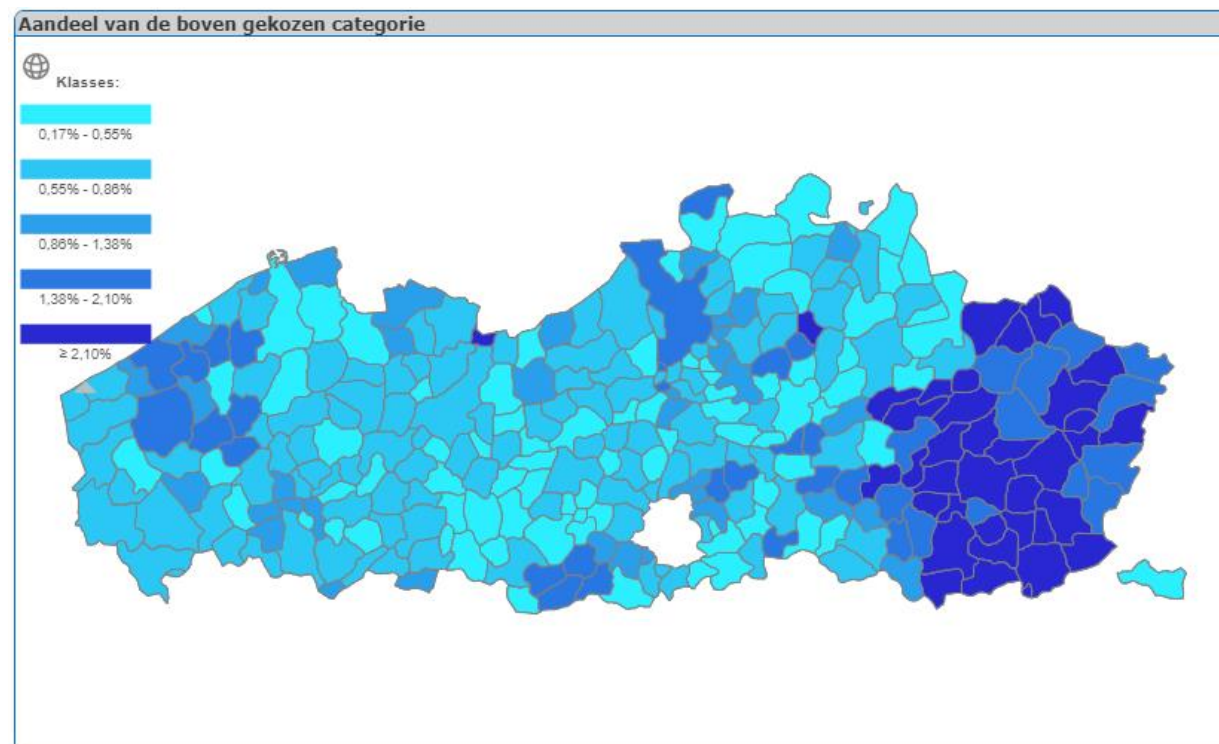 Aandeel van de boven gekozen categorie
Klasses:
0,17% - 0,55%
0,55% - 0,86%
0,86% - 1,38%
1,38% - 2,10%
≥ 2,10%